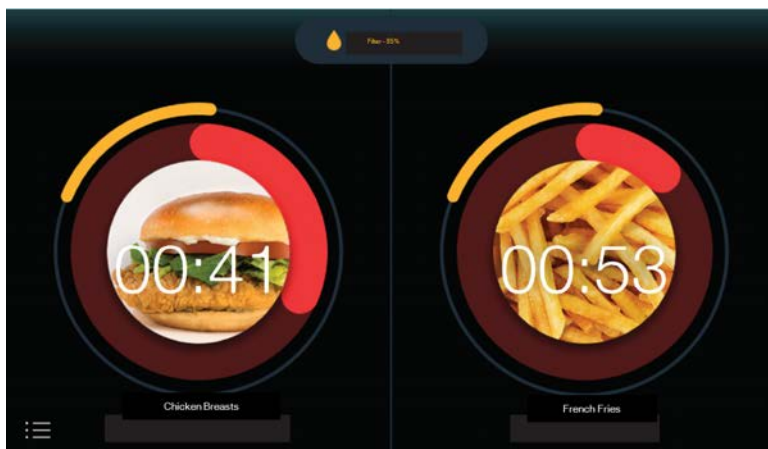 Filter - 35%
00:41
00:53
Chicken Breasts
French Fries